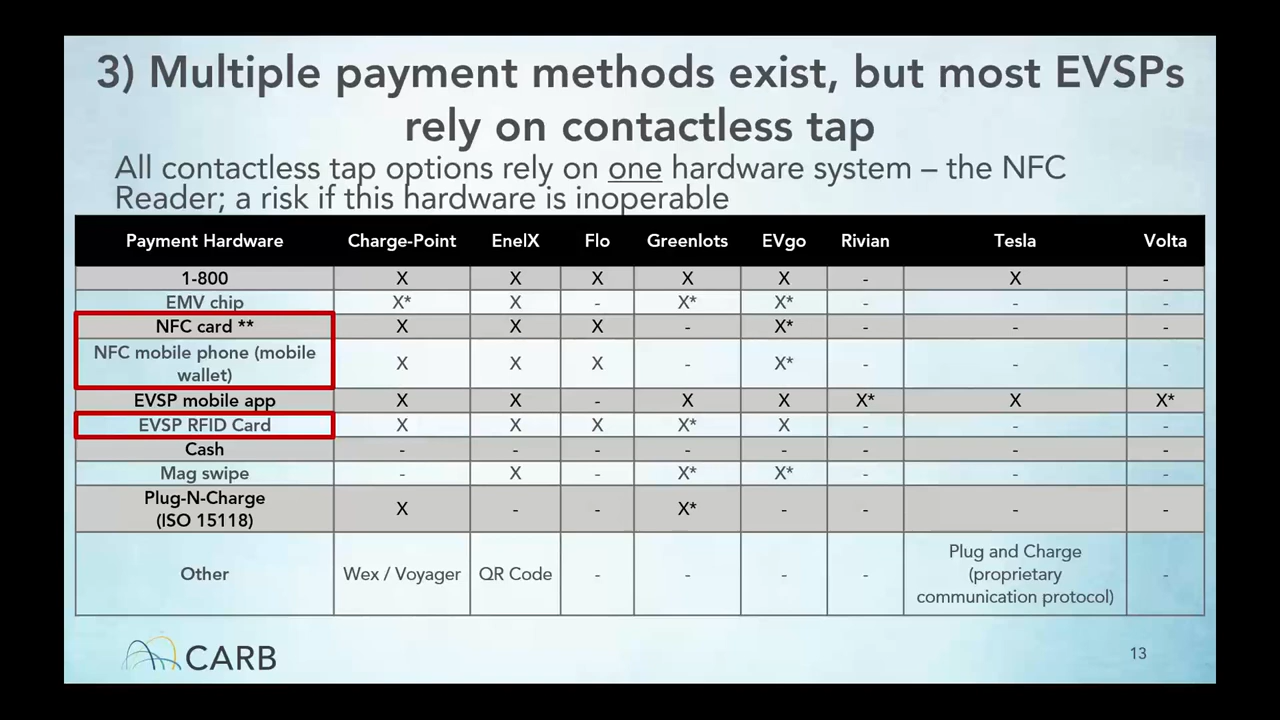 3) Multiple payment methods exist, but most EVSPs
rely on contactless tap
All contactless tap options rely on one hardware system – the NFC
Reader; a risk if this hardware is inoperable
Payment Hardware Charge-Point EnelX Flo Greenlots EVgo Rivian Tesla Volta
1-800 X X X X X - X -
EMV chip X* X - X* X* - - -
NFC card ** X X X - X* - - -
NFC mobile phone (mobile
wallet) X X X - X* - - -
EVSP mobile app X X - X X X* X X*
EVSP RFID Card X X X X* X - - -
Cash - - - - - - - -
Mag swipe - X - X* X* - - -
Plug-N-Charge
(ISO 15118) X - - X* - - - -
Other Wex / Voyager QR Code - - - - Plug and Charge
(proprietary
communication protocol) -
CARB
13